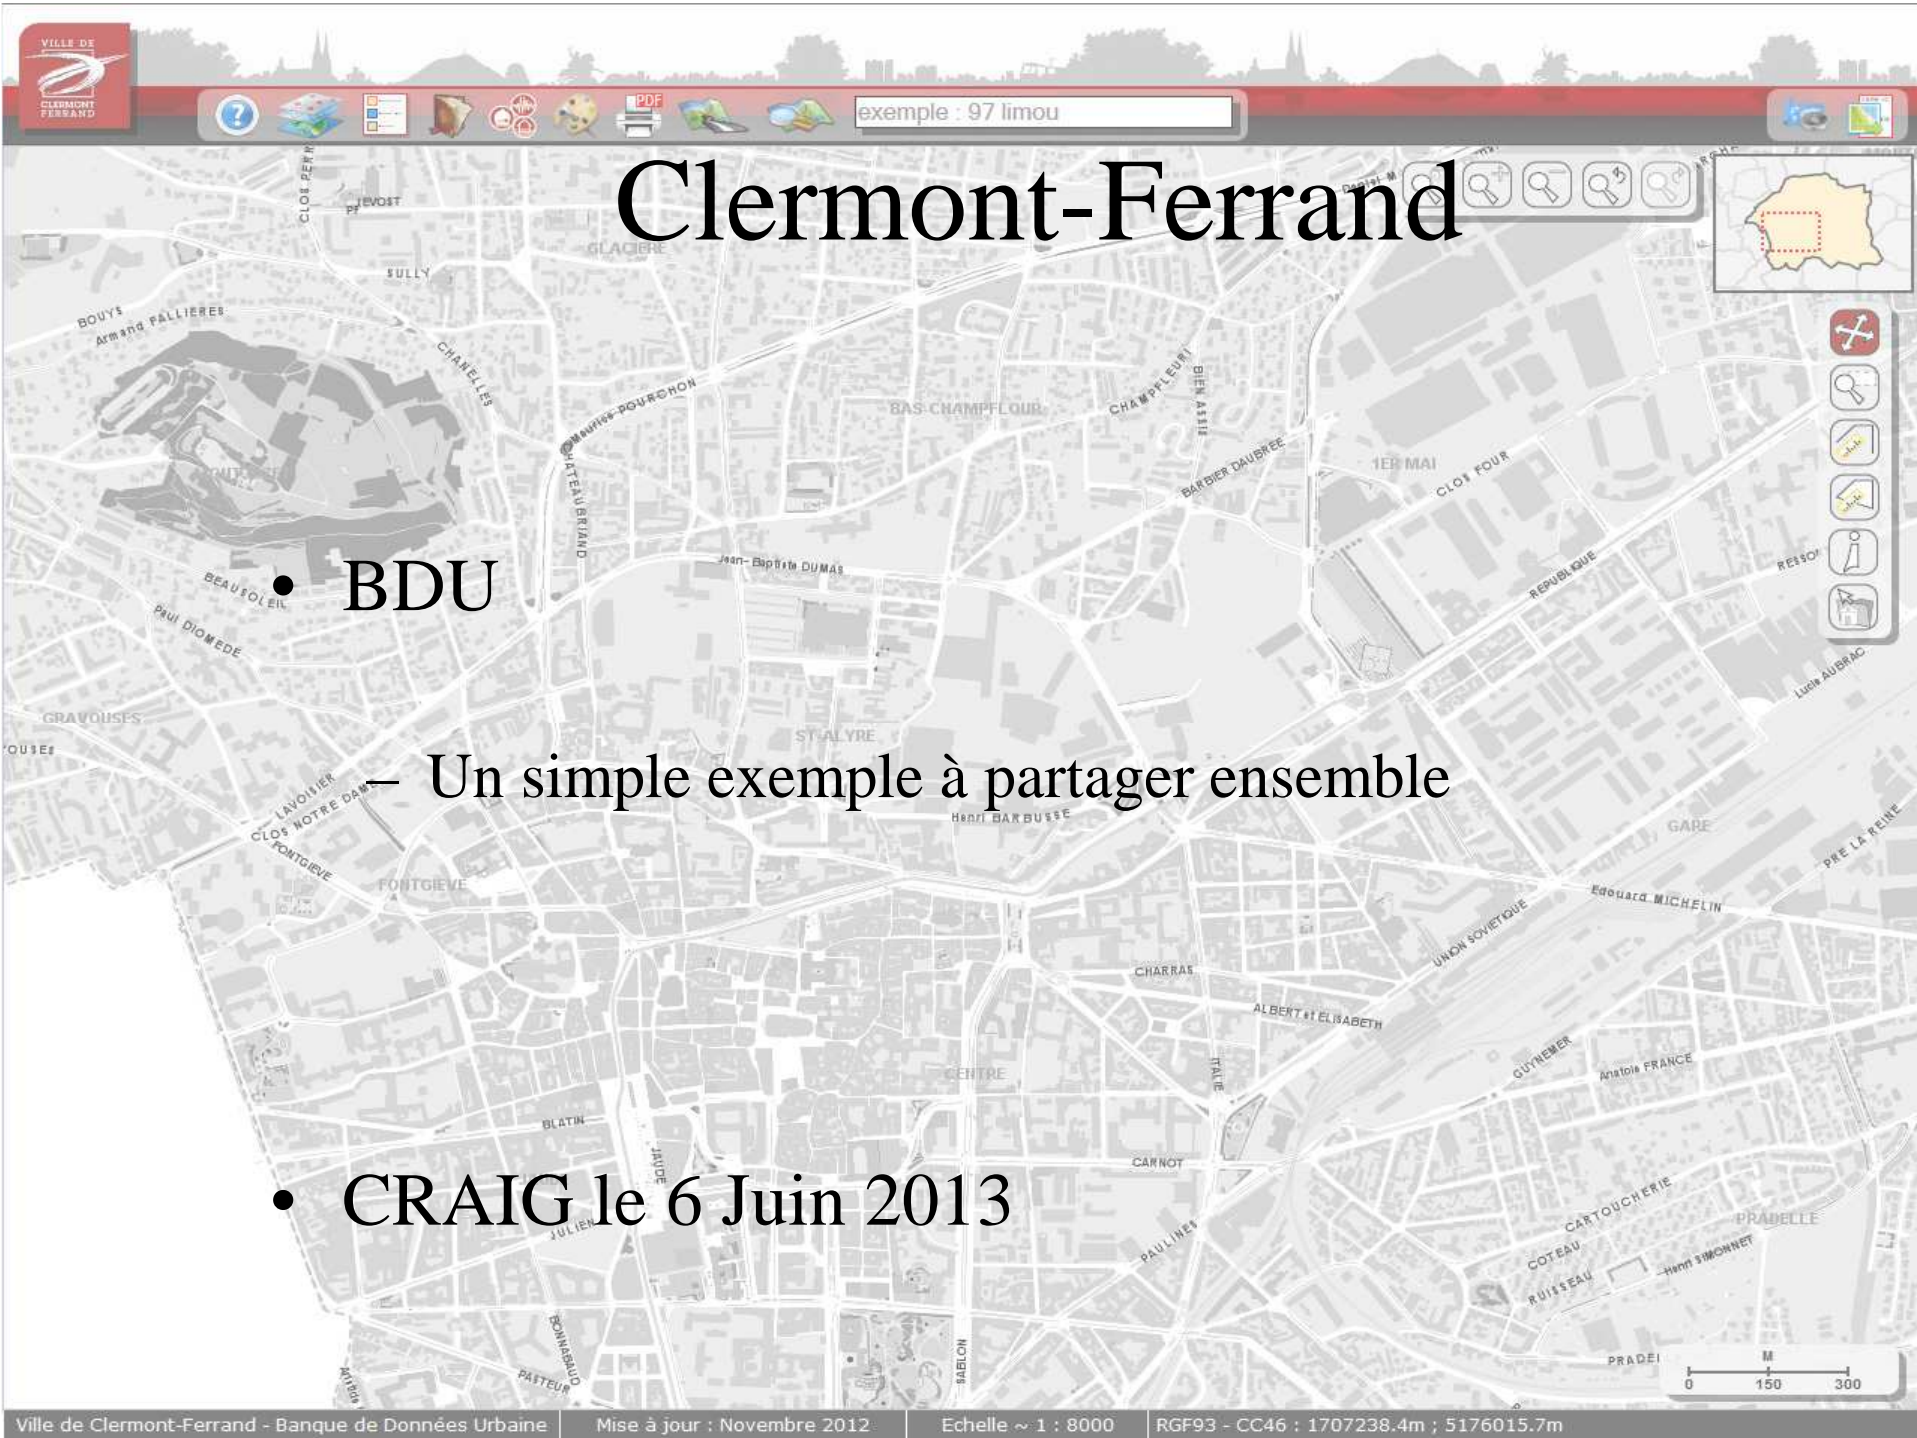 VILLE DE
CLERMONT
FERRAND
PDF
exemple : 97 limou
Clermont-Ferrand
CLOS PERR
GLACIERE
SULLY
BOUYS
Armand FALLIERES
CHANELLES
Maurice POURCHON
CHATEAUBRIAND
BAS-CHAMPFLOUR
CHAMPFLEURI
BIEN ASSIS
BARBIER DAUBREE
1ER MAI
CLOS FOUR
• BDU
BEAUSOLEIL
Paul DIOMEDE
Jean-Baptiste DUMAS
REPUBLIQUE
RESSO
Lucie AUBRAC
GRAVOUSES
OUSES
ST-ALYRE
– Un simple exemple à partager ensemble
LAVOISIER
CLOS NOTRE DAME
Henri BARBUSSE
GARE
PRE LA REINE
FONTGIEVE
FONTGIEVE
Edouard MICHELIN
UNION SOVIETIQUE
CHARRAS
ALBERT et ELISABETH
CENTRE
ITALIE
GUYNEMER
Anatole FRANCE
BLATIN
JAUDE
CARNOT
• CRAIG le 6 Juin 2013
JULIEN
PAULINES
CARTOUCHERIE
PRADELLE
COTEAU
Henri SIMONNET
RUISSEAU
BONNABAUD
PASTEUR
SABLON
PRADEL
M
0 150 300
Ville de Clermont-Ferrand - Banque de Données Urbaine
Mise à jour : Novembre 2012
Echelle ~ 1 : 8000
RGF93 - CC46 : 1707238.4m ; 5176015.7m